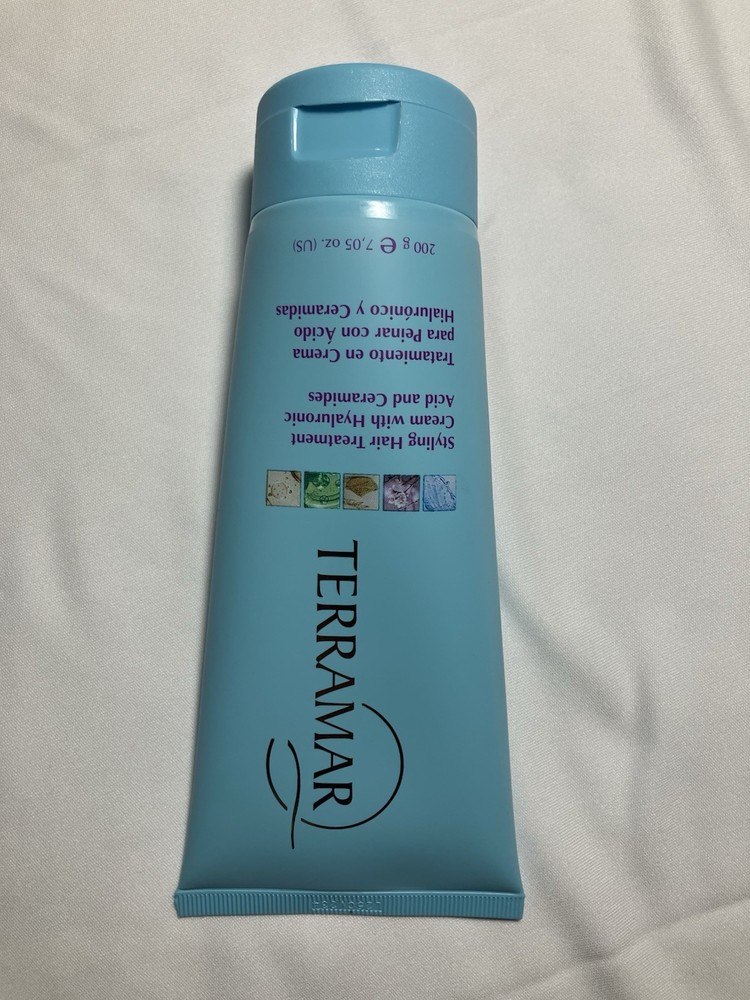 TERRAMAR
Styling Hair Treatment
Cream with Hyaluronic
Acid and Ceramides
Tratamiento en Crema
para Peinar con Ácido
Hialurónico y Ceramidas
200 g e 7,05 oz. (US)